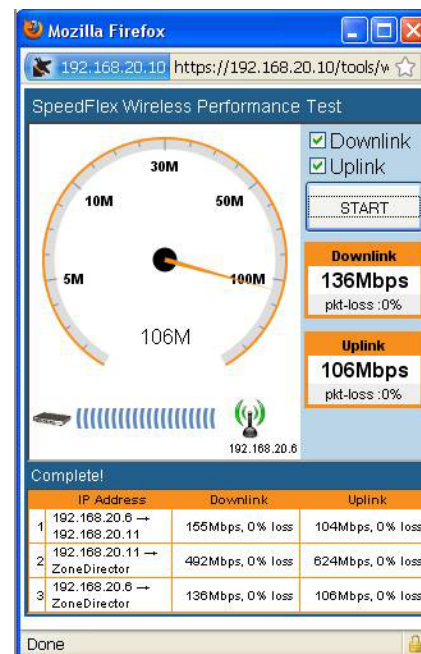 Mozilla Firefox
192.168.20.10 https://192.168.20.10/tools/w
SpeedFlex Wireless Performance Test
30M
10M
50M
5M
100M
106M
192.168.20.6
Downlink
Uplink
START
Downlink
136Mbps
pkt-loss :0%
Uplink
106Mbps
pkt-loss :0%
Complete!
IP Address Downlink Uplink
1 192.168.20.6 → 192.168.20.11 155Mbps, 0% loss 104Mbps, 0% loss
2 192.168.20.11 → ZoneDirector 492Mbps, 0% loss 624Mbps, 0% loss
3 192.168.20.6 → ZoneDirector 136Mbps, 0% loss 106Mbps, 0% loss
Done